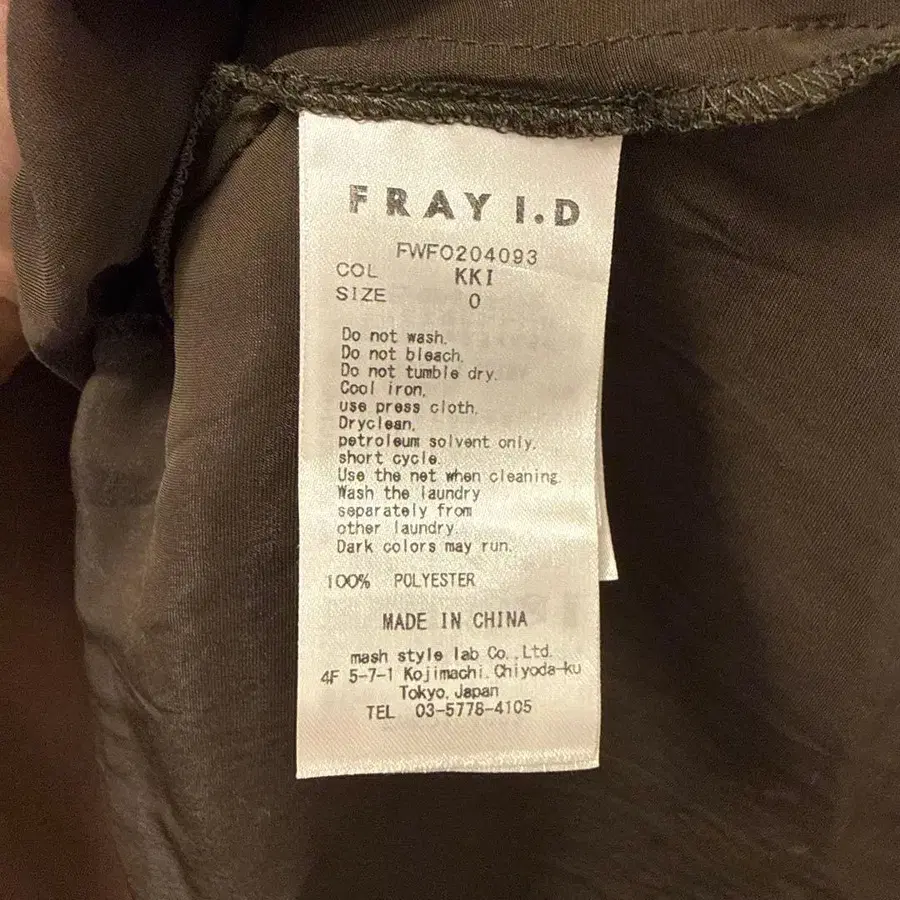 FRAY I.D
FWFO204093
COL KKI
SIZE 0
Do not wash.
Do not bleach.
Do not tumble dry.
Cool iron,
use press cloth.
Dryclean,
petroleum solvent only,
short cycle.
Use the net when cleaning.
Wash the laundry
separately from
other laundry.
Dark colors may run.
100% POLYESTER
MADE IN CHINA
mash style lab Co.,Ltd.
4F 5-7-1 Kojimachi, Chiyoda-ku
Tokyo, Japan
TEL 03-5778-4105